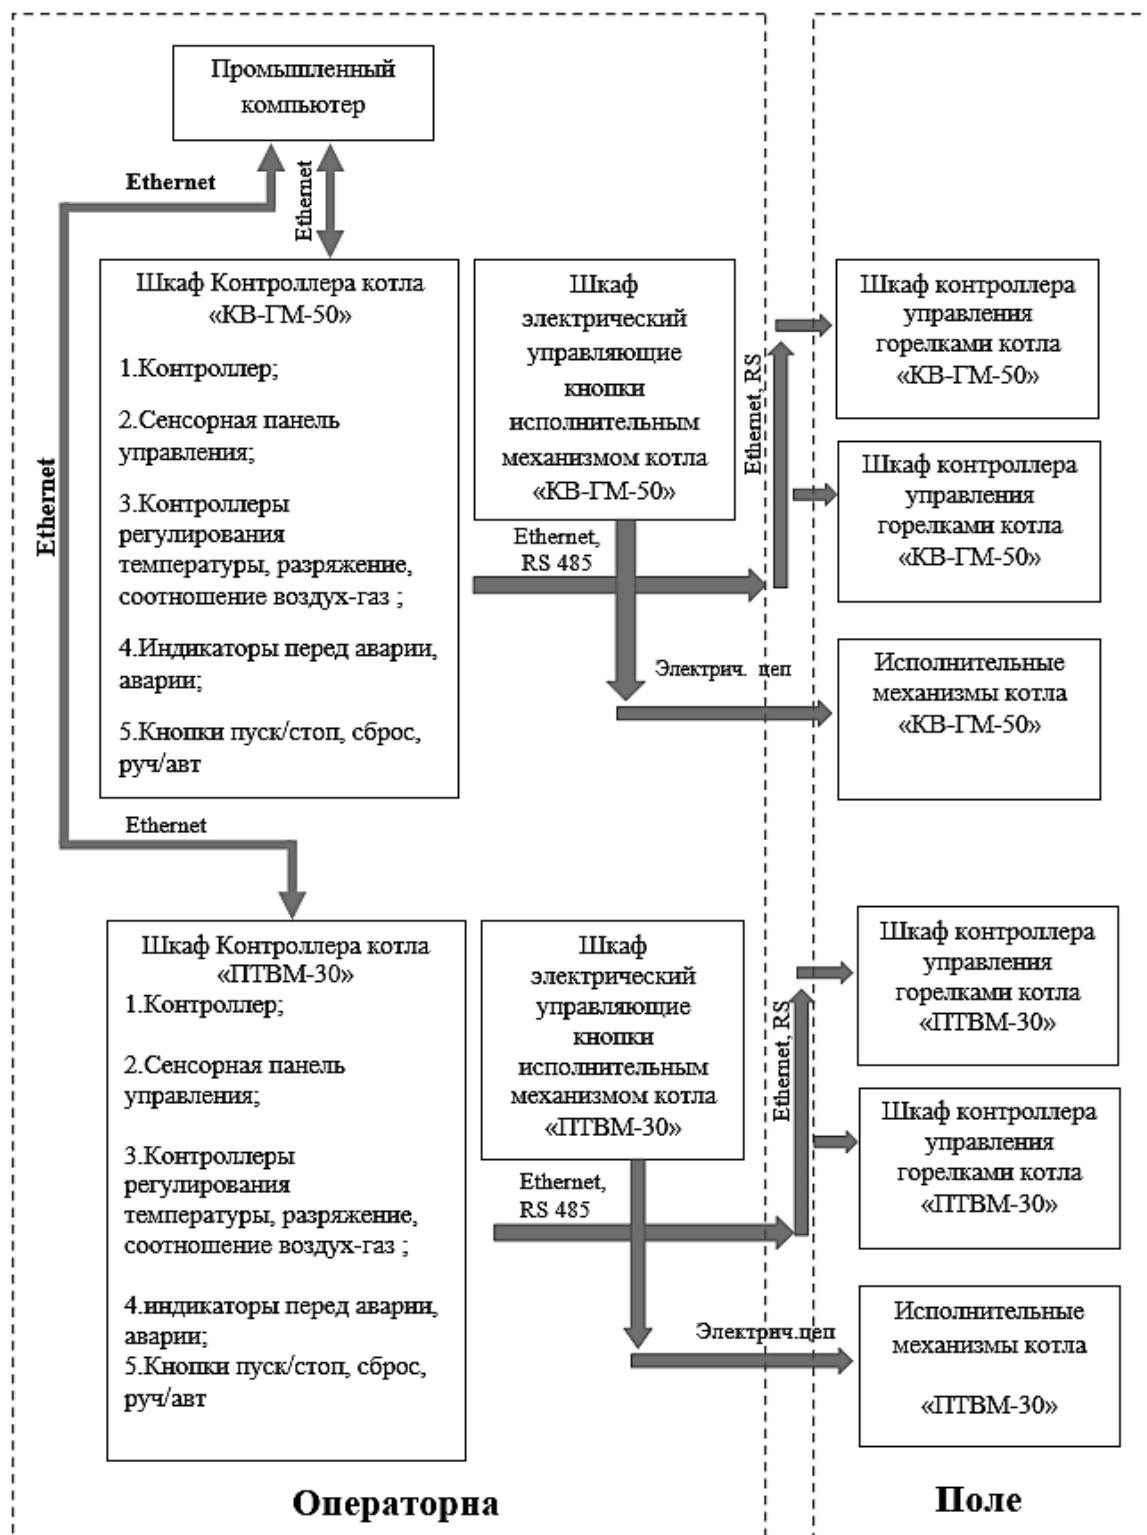 Промышленный
компьютер
Ethernet
Ethernet
Ethernet
Шкаф Контроллера котла
«КВ-ГМ-50»
1.Контроллер;
2.Сенсорная панель
управления;
3.Контроллеры
регулирования
температуры, разряжение,
соотношение воздух-газ ;
4.Индикаторы перед аварии,
аварии;
5.Кнопки пуск/стоп, сброс,
руч/авт
Шкаф
электрический
управляющие
кнопки
исполнительным
механизмом котла
«КВ-ГМ-50»
Ethernet,
RS 485
Ethernet, RS
Электрич. цеп
Шкаф контроллера
управления
горелками котла
«КВ-ГМ-50»
Шкаф контроллера
управления
горелками котла
«КВ-ГМ-50»
Исполнительные
механизмы котла
«КВ-ГМ-50»
Ethernet
Шкаф Контроллера котла
«ПТВМ-30»
1.Контроллер;
2.Сенсорная панель
управления;
3.Контроллеры
регулирования
температуры, разряжение,
соотношение воздух-газ ;
4.индикаторы перед аварии,
аварии;
5.Кнопки пуск/стоп, сброс,
руч/авт
Шкаф
электрический
управляющие
кнопки
исполнительным
механизмом котла
«ПТВМ-30»
Ethernet,
RS 485
Ethernet, RS
Электрич.цеп
Шкаф контроллера
управления
горелками котла
«ПТВМ-30»
Шкаф контроллера
управления
горелками котла
«ПТВМ-30»
Исполнительные
механизмы котла
«ПТВМ-30»
Операторна
Поле